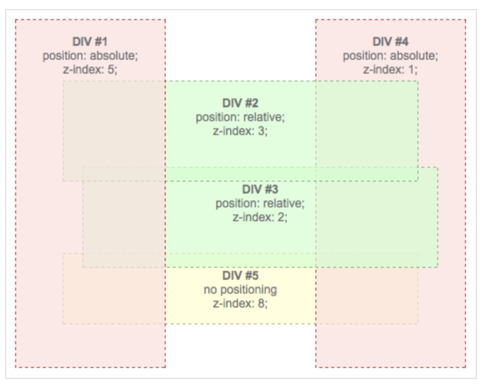 DIV #1
position: absolute;
z-index: 5;
DIV #4
position: absolute;
z-index: 1;
DIV #2
position: relative;
z-index: 3;
DIV #3
position: relative;
z-index: 2;
DIV #5
no positioning
z-index: 8;